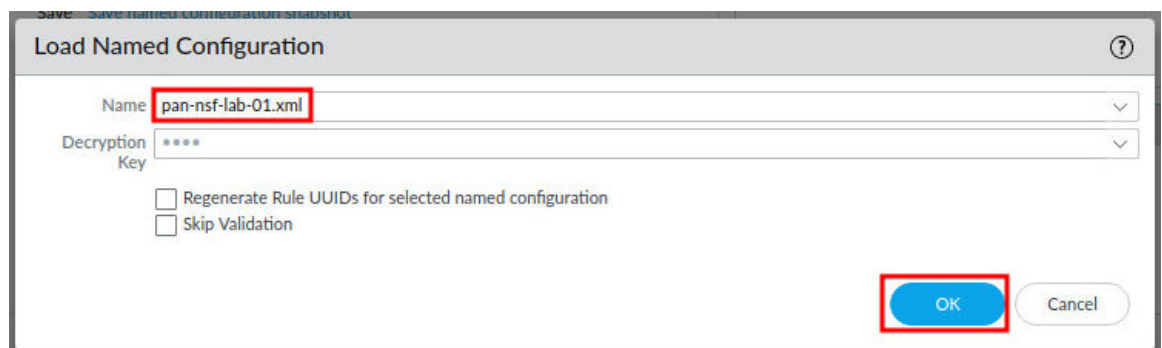 Save Save named configuration snapshot
Load Named Configuration ?
Name pan-nsf-lab-01.xml
Decryption ••••
Key
Regenerate Rule UUIDs for selected named configuration
Skip Validation
OK Cancel